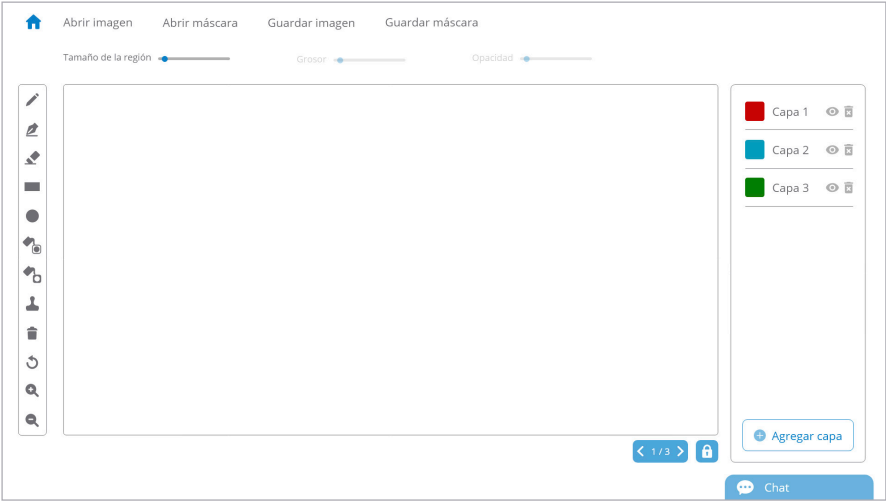 Abrir imagen Abrir máscara Guardar imagen Guardar máscara
Tamaño de la región Grosor Opacidad
Capa 1
Capa 2
Capa 3
Agregar capa
1 / 3
Chat